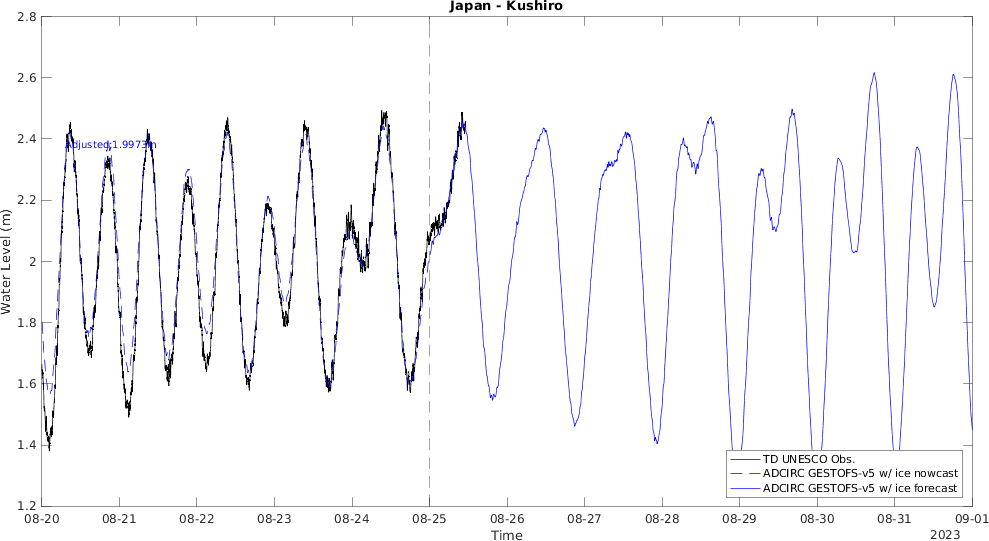 Japan - Kushiro
2.8
2.6
2.4
2.2
2
1.8
1.6
1.4
1.2
Water Level (m)
Adjusted:1.9973m
TD UNESCO Obs.
ADCIRC GESTOFS-v5 w/ ice nowcast
ADCIRC GESTOFS-v5 w/ ice forecast
08-20 08-21 08-22 08-23 08-24 08-25 08-26 08-27 08-28 08-29 08-30 08-31 09-01
Time
2023